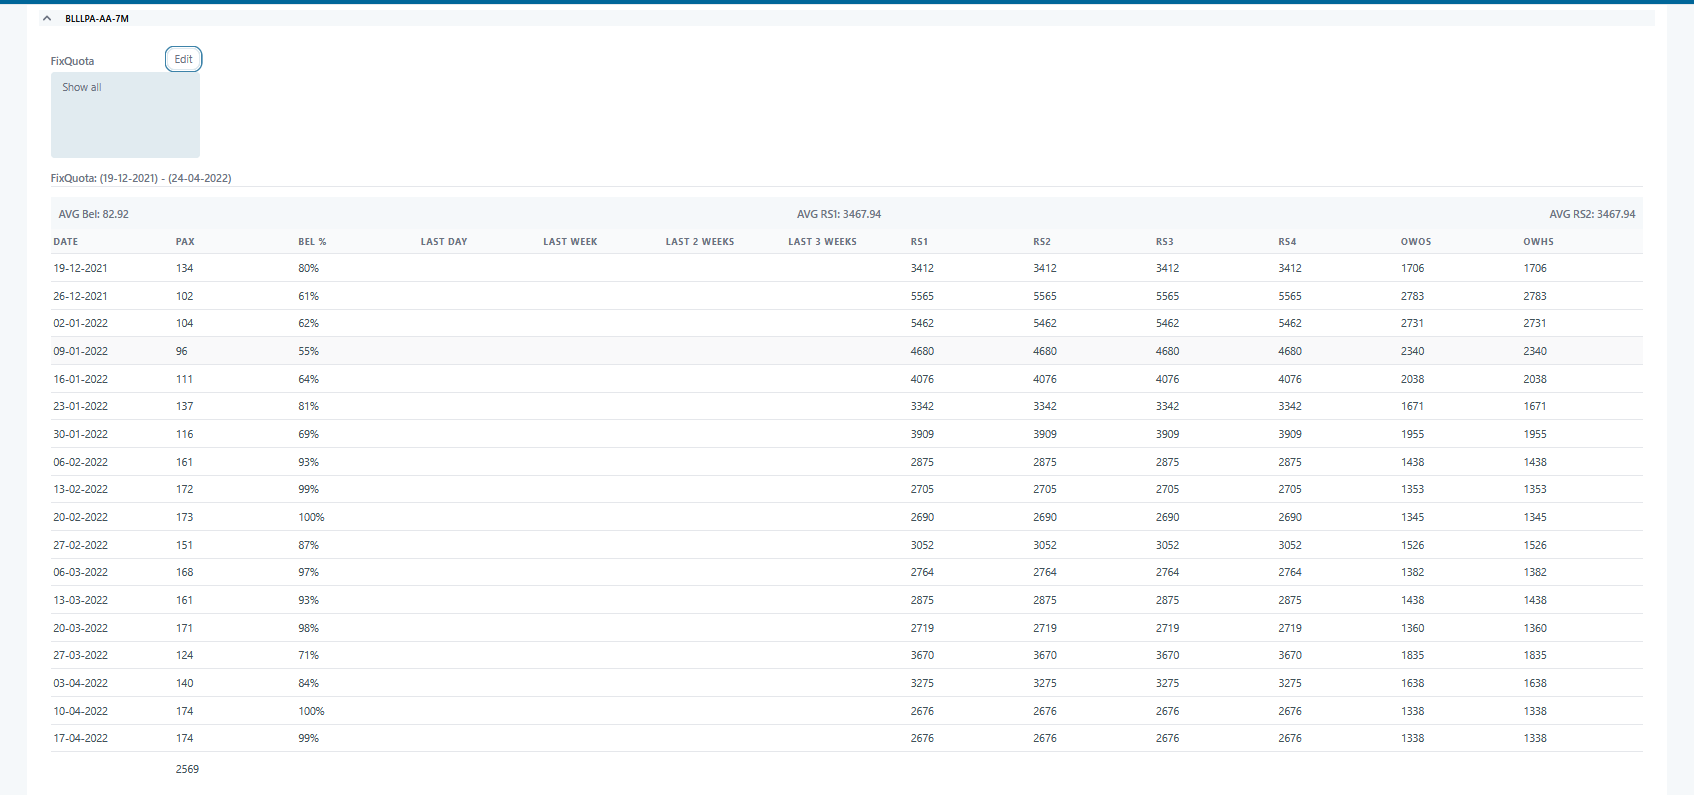 BLLLPA-AA-7M
FixQuota Edit
Show all
FixQuota: (19-12-2021) - (24-04-2022)
AVG Bel: 82.92 AVG RS1: 3467.94 AVG RS2: 3467.94
DATE PAX BEL % LAST DAY LAST WEEK LAST 2 WEEKS LAST 3 WEEKS RS1 RS2 RS3 RS4 OWOS OWHS
19-12-2021 134 80% 3412 3412 3412 3412 1706 1706
26-12-2021 102 61% 5565 5565 5565 5565 2783 2783
02-01-2022 104 62% 5462 5462 5462 5462 2731 2731
09-01-2022 96 55% 4680 4680 4680 4680 2340 2340
16-01-2022 111 64% 4076 4076 4076 4076 2038 2038
23-01-2022 137 81% 3342 3342 3342 3342 1671 1671
30-01-2022 116 69% 3909 3909 3909 3909 1955 1955
06-02-2022 161 93% 2875 2875 2875 2875 1438 1438
13-02-2022 172 99% 2705 2705 2705 2705 1353 1353
20-02-2022 173 100% 2690 2690 2690 2690 1345 1345
27-02-2022 151 87% 3052 3052 3052 3052 1526 1526
06-03-2022 168 97% 2764 2764 2764 2764 1382 1382
13-03-2022 161 93% 2875 2875 2875 2875 1438 1438
20-03-2022 171 98% 2719 2719 2719 2719 1360 1360
27-03-2022 124 71% 3670 3670 3670 3670 1835 1835
03-04-2022 140 84% 3275 3275 3275 3275 1638 1638
10-04-2022 174 100% 2676 2676 2676 2676 1338 1338
17-04-2022 174 99% 2676 2676 2676 2676 1338 1338
2569